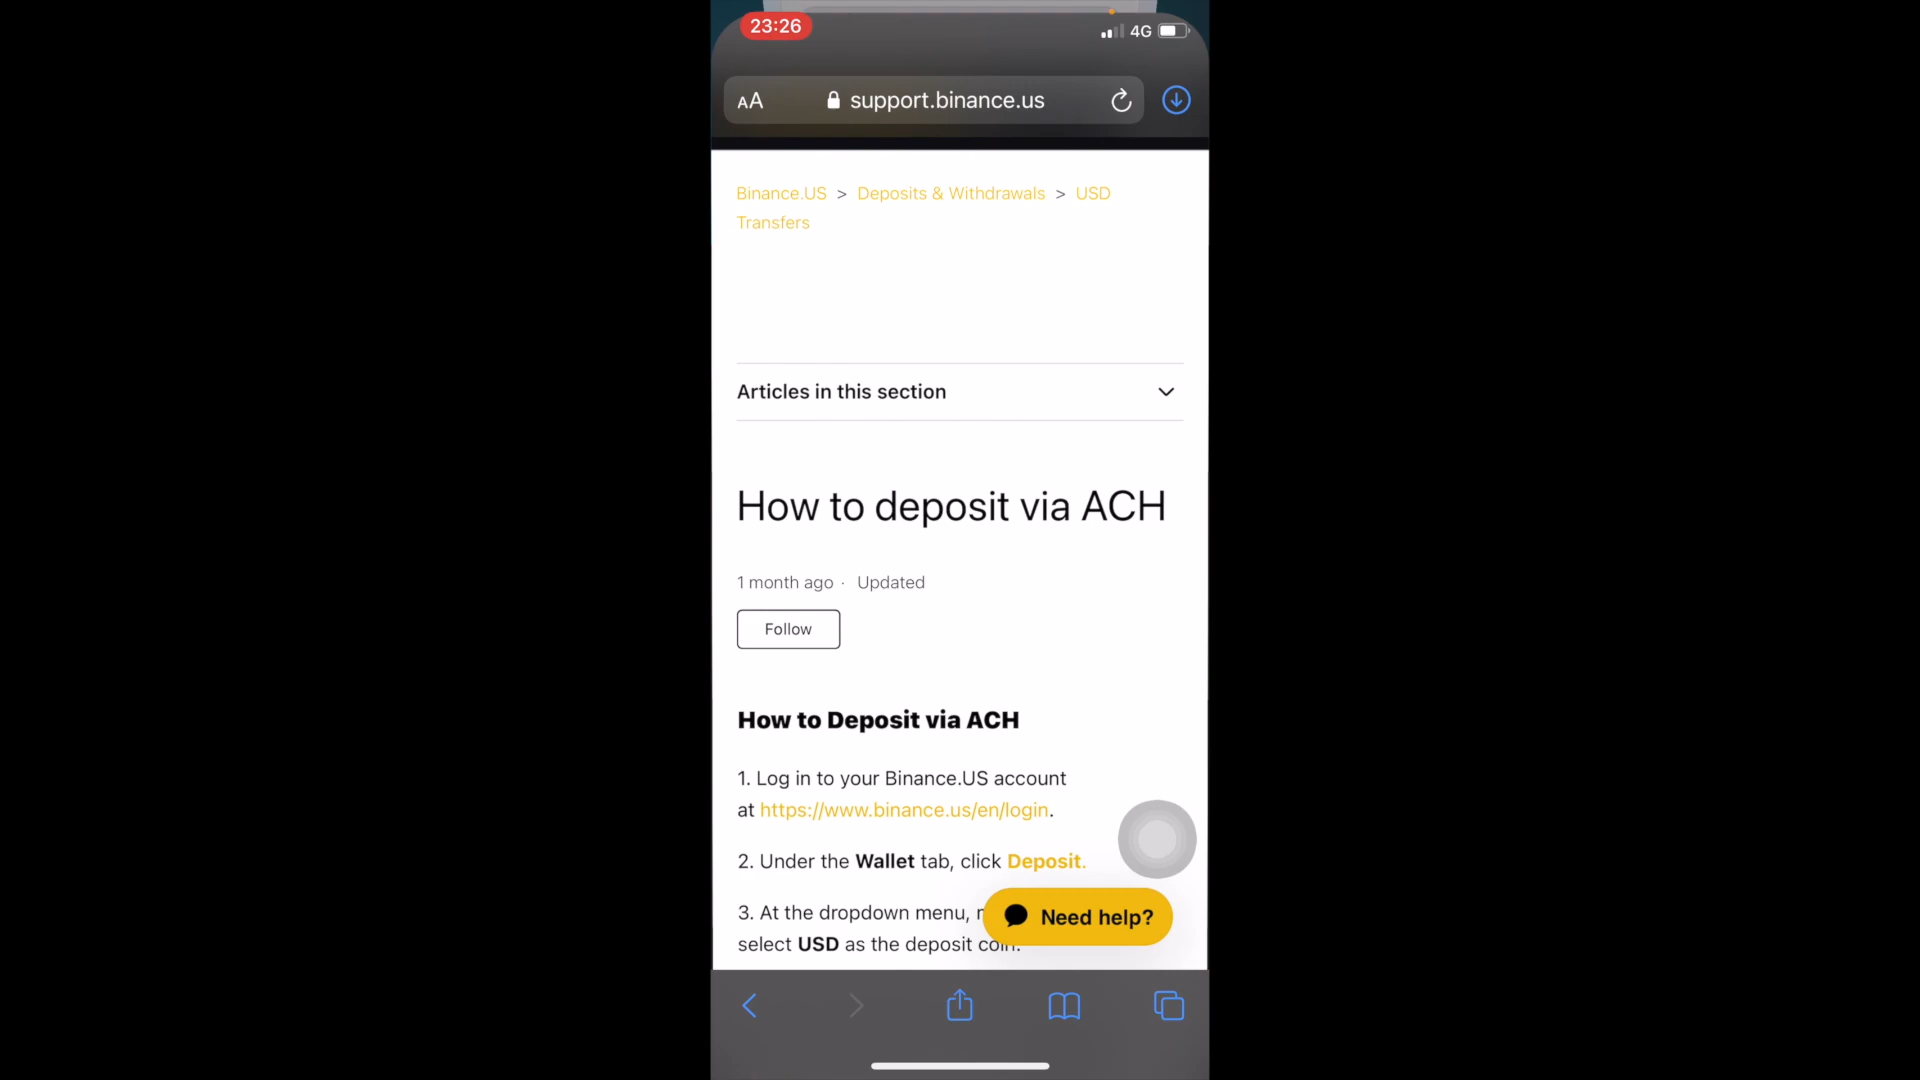 23:26
4G
AA
support.binance.us
Binance.US > Deposits & Withdrawals > USD
Transfers
Articles in this section
How to deposit via ACH
1 month ago · Updated
Follow
How to Deposit via ACH
1. Log in to your Binance.US account
at https://www.binance.us/en/login.
2. Under the Wallet tab, click Deposit.
3. At the dropdown menu,
Need help?
select USD as the deposit coin.